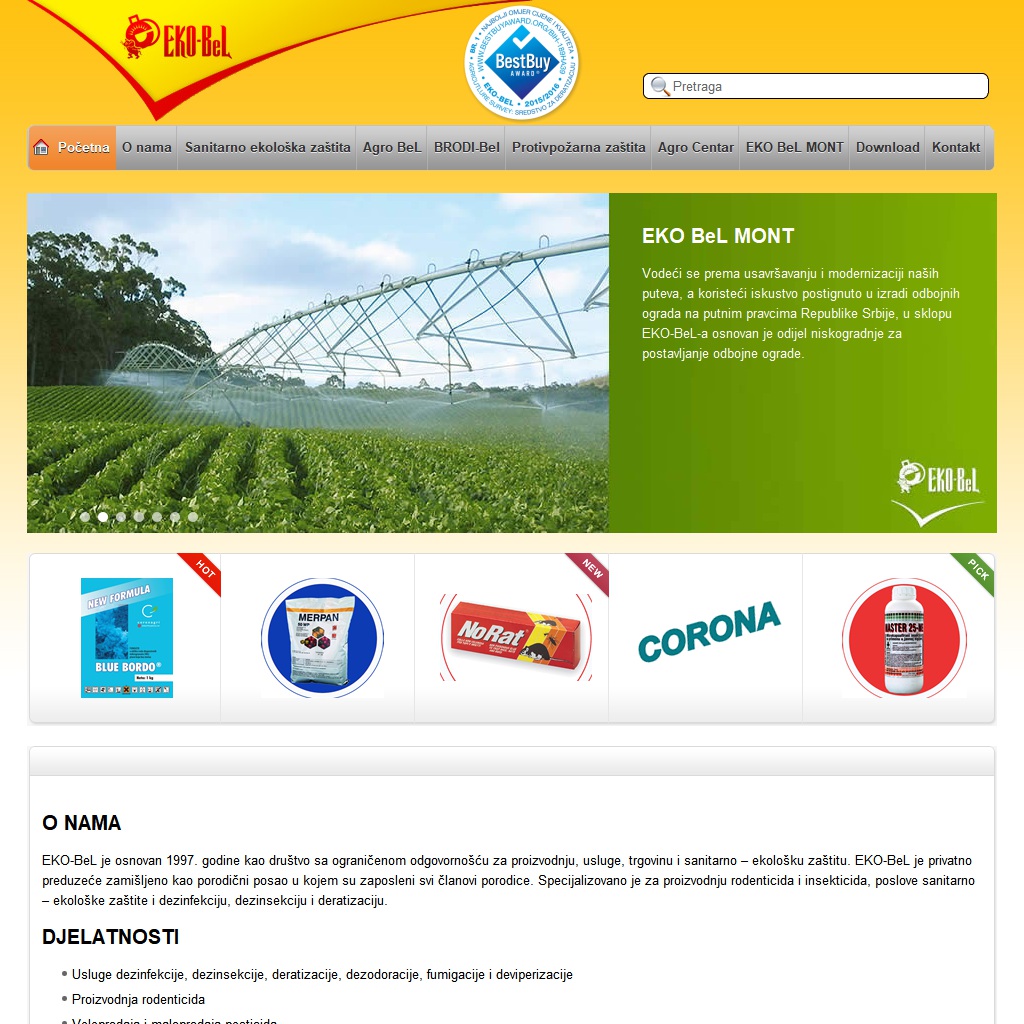 EKO-BeL
BR. 1 • NAJBOLJI OMJER CIJENE I KVALITETA •
WWW.BESTBUYAWARD.ORG/BIH-189HA39
BestBuy
AWARD®
• EKO-BEL • 2015/2016 •
AGRICULTURE SURVEY: SREDSTVO ZA DERATIZACIJU
Pretraga
Početna O nama Sanitarno ekološka zaštita Agro BeL BRODI-Bel Protivpožarna zaštita Agro Centar EKO BeL MONT Download Kontakt
EKO BeL MONT
Vodeći se prema usavršavanju i modernizaciji naših
puteva, a koristeći iskustvo postignuto u izradi odbojnih
ograda na putnim pravcima Republike Srbije, u sklopu
EKO-BeL-a osnovan je odijel niskogradnje za
postavljanje odbojne ograde.
EKO-BeL
HOT
NEW
PICK
NEW FORMULA
BLUE BORDO®
MERPAN
NoRat
CORONA
MASTER 25-
O NAMA
EKO-BeL je osnovan 1997. godine kao društvo sa ograničenom odgovornošću za proizvodnju, usluge, trgovinu i sanitarno – ekološku zaštitu. EKO-BeL je privatno
preduzeće zamišljeno kao porodični posao u kojem su zaposleni svi članovi porodice. Specijalizovano je za proizvodnju rodenticida i insekticida, poslove sanitarno
– ekološke zaštite i dezinfekciju, dezinsekciju i deratizaciju.
DJELATNOSTI
Usluge dezinfekcije, dezinsekcije, deratizacije, dezodoracije, fumigacije i deviperizacije
Proizvodnja rodenticida
Veleprodaja i maloprodaja pesticida